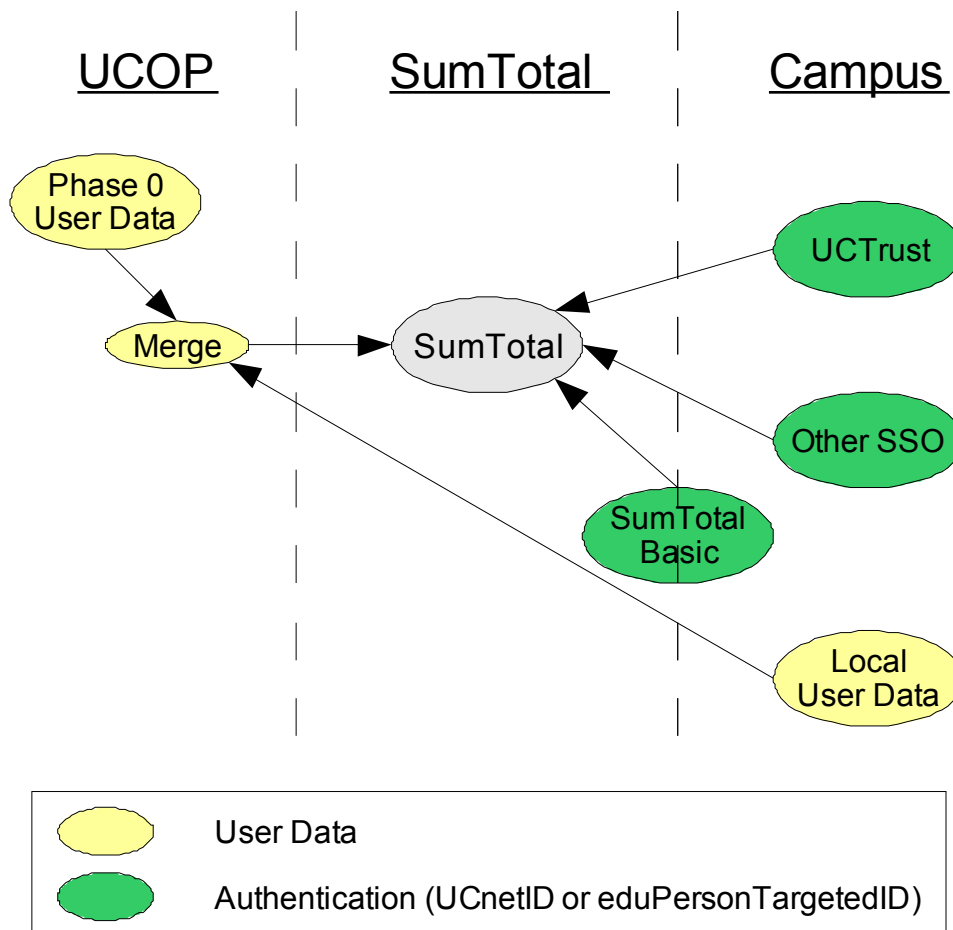 UCOP
SumTotal
Campus
Phase 0
User Data
UCTrust
Merge
SumTotal
Other SSO
SumTotal
Basic
Local
User Data
User Data
Authentication (UCnetID or eduPersonTargetedID)